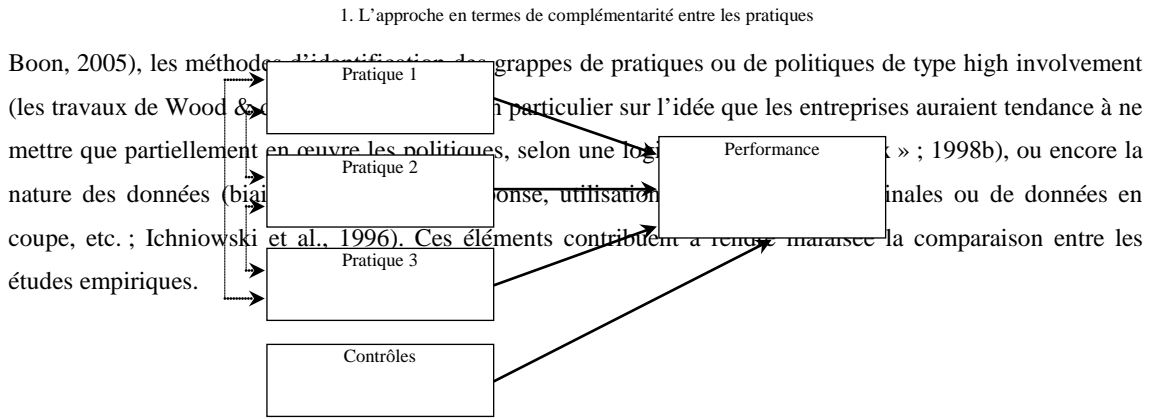 1. L’approche en termes de complémentarité entre les pratiques
Boon, 2005), les méthodes d’identification des grappes de pratiques ou de politiques de type high involvement
Pratique 1
(les travaux de Wood & particulier sur l’idée que les entreprises auraient tendance à ne
mettre que partiellement en œuvre les politiques, selon une » ; 1998b), ou encore la
Performance
Pratique 2
nature des données utilisation de données en
coupe, etc. ; Ichniowski et al., 1996). Ces éléments contribuent à rendre malaisée la comparaison entre les
Pratique 3
études empiriques.
Contrôles